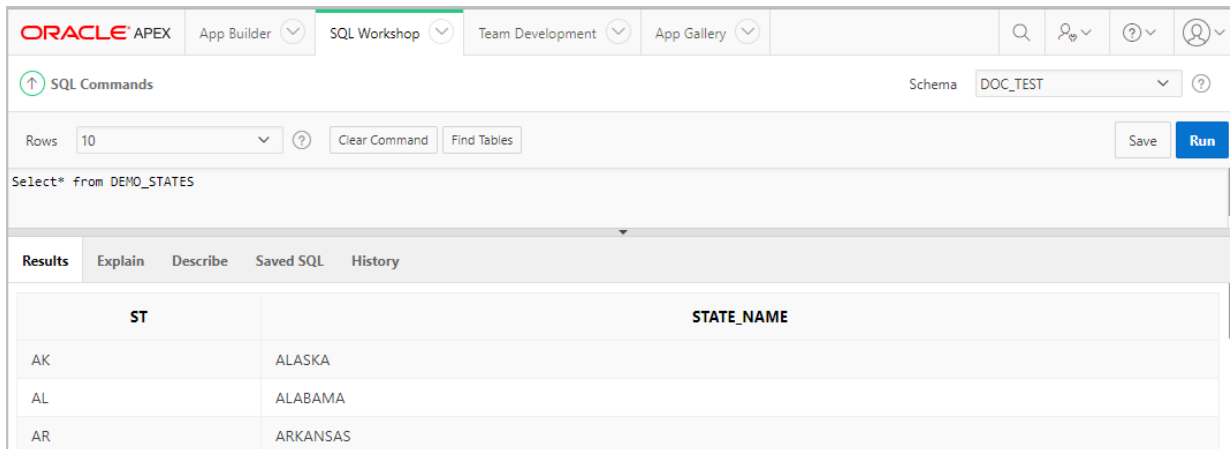 ORACLE APEX App Builder SQL Workshop Team Development App Gallery
SQL Commands Schema DOC_TEST
Rows 10 Clear Command Find Tables Save Run
Select* from DEMO_STATES
Results Explain Describe Saved SQL History
ST STATE_NAME
AK ALASKA
AL ALABAMA
AR ARKANSAS